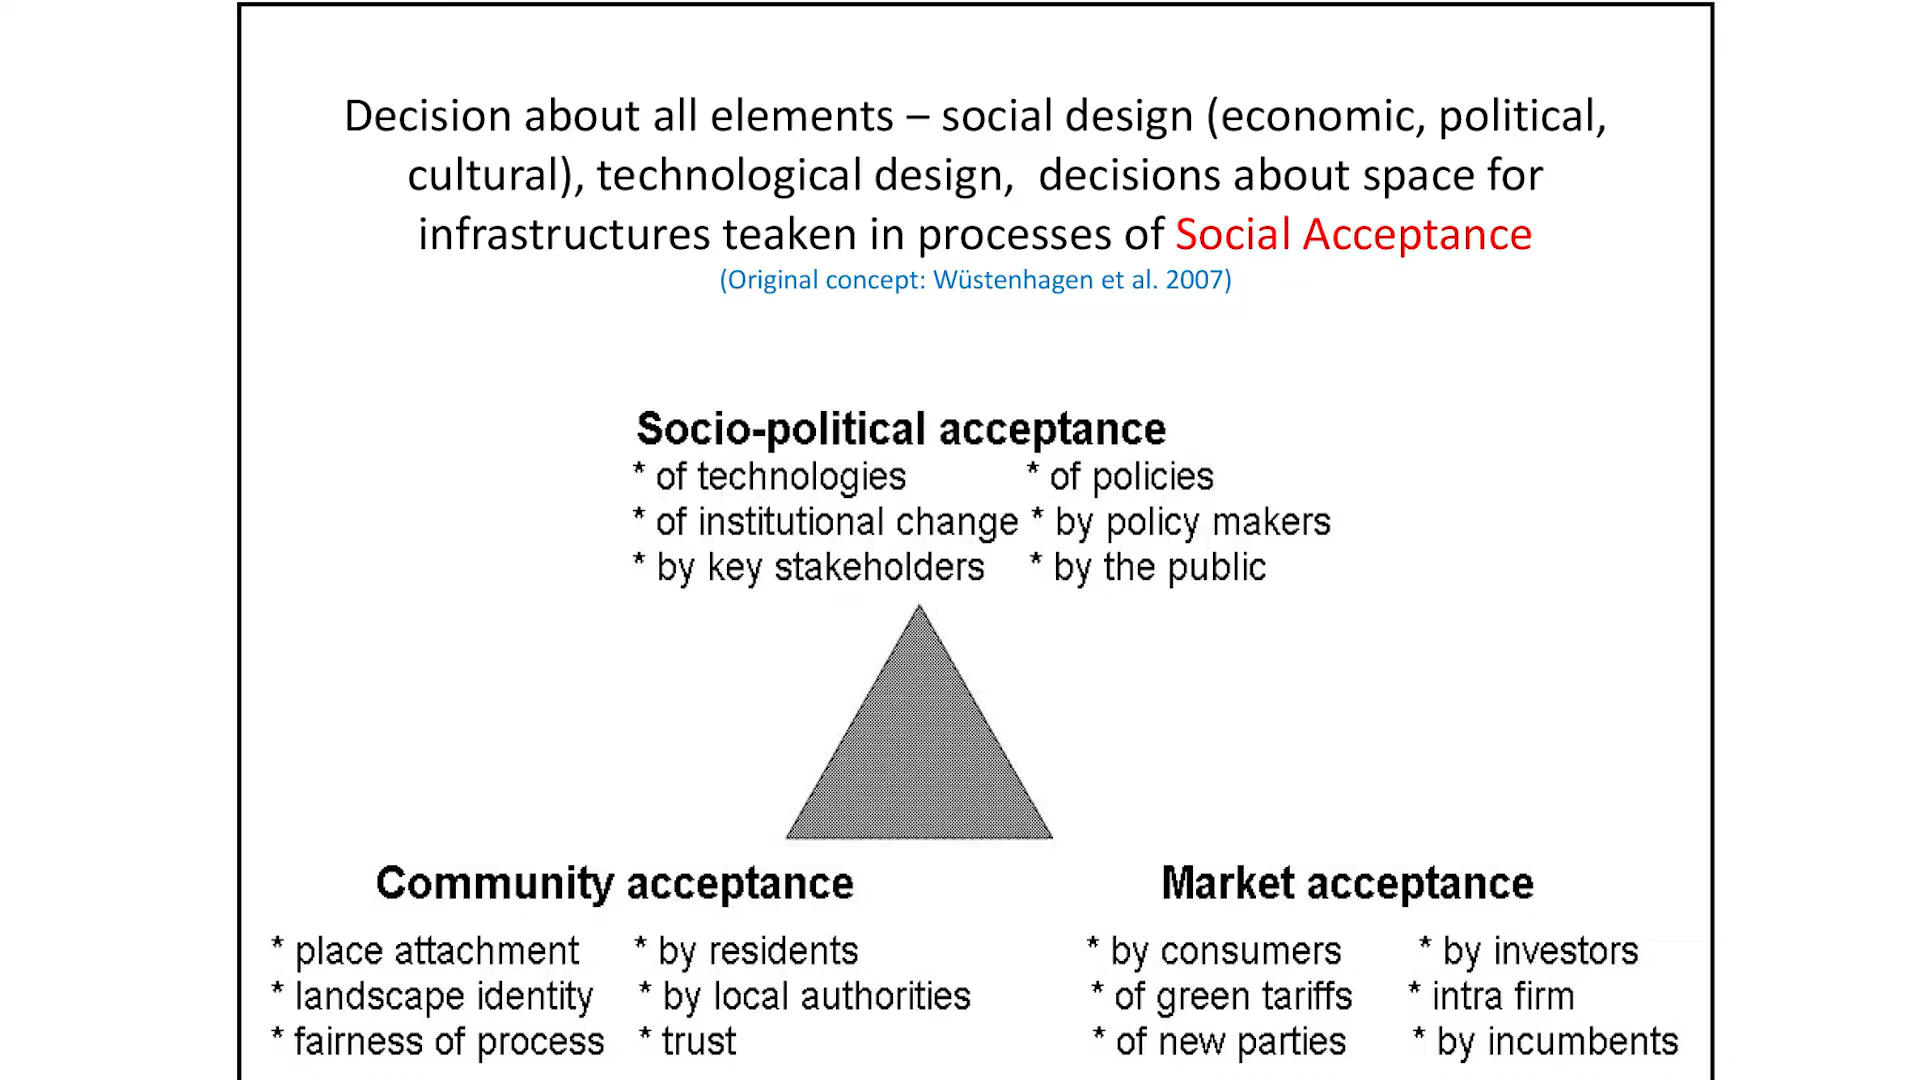 Decision about all elements – social design (economic, political,
cultural), technological design,  decisions about space for
infrastructures teaken in processes of Social Acceptance
(Original concept: Wüstenhagen et al. 2007)
Socio-political acceptance
* of technologies * of policies
* of institutional change * by policy makers
* by key stakeholders * by the public
Community acceptance
* place attachment * by residents
* landscape identity * by local authorities
* fairness of process * trust
Market acceptance
* by consumers * by investors
* of green tariffs * intra firm
* of new parties * by incumbents